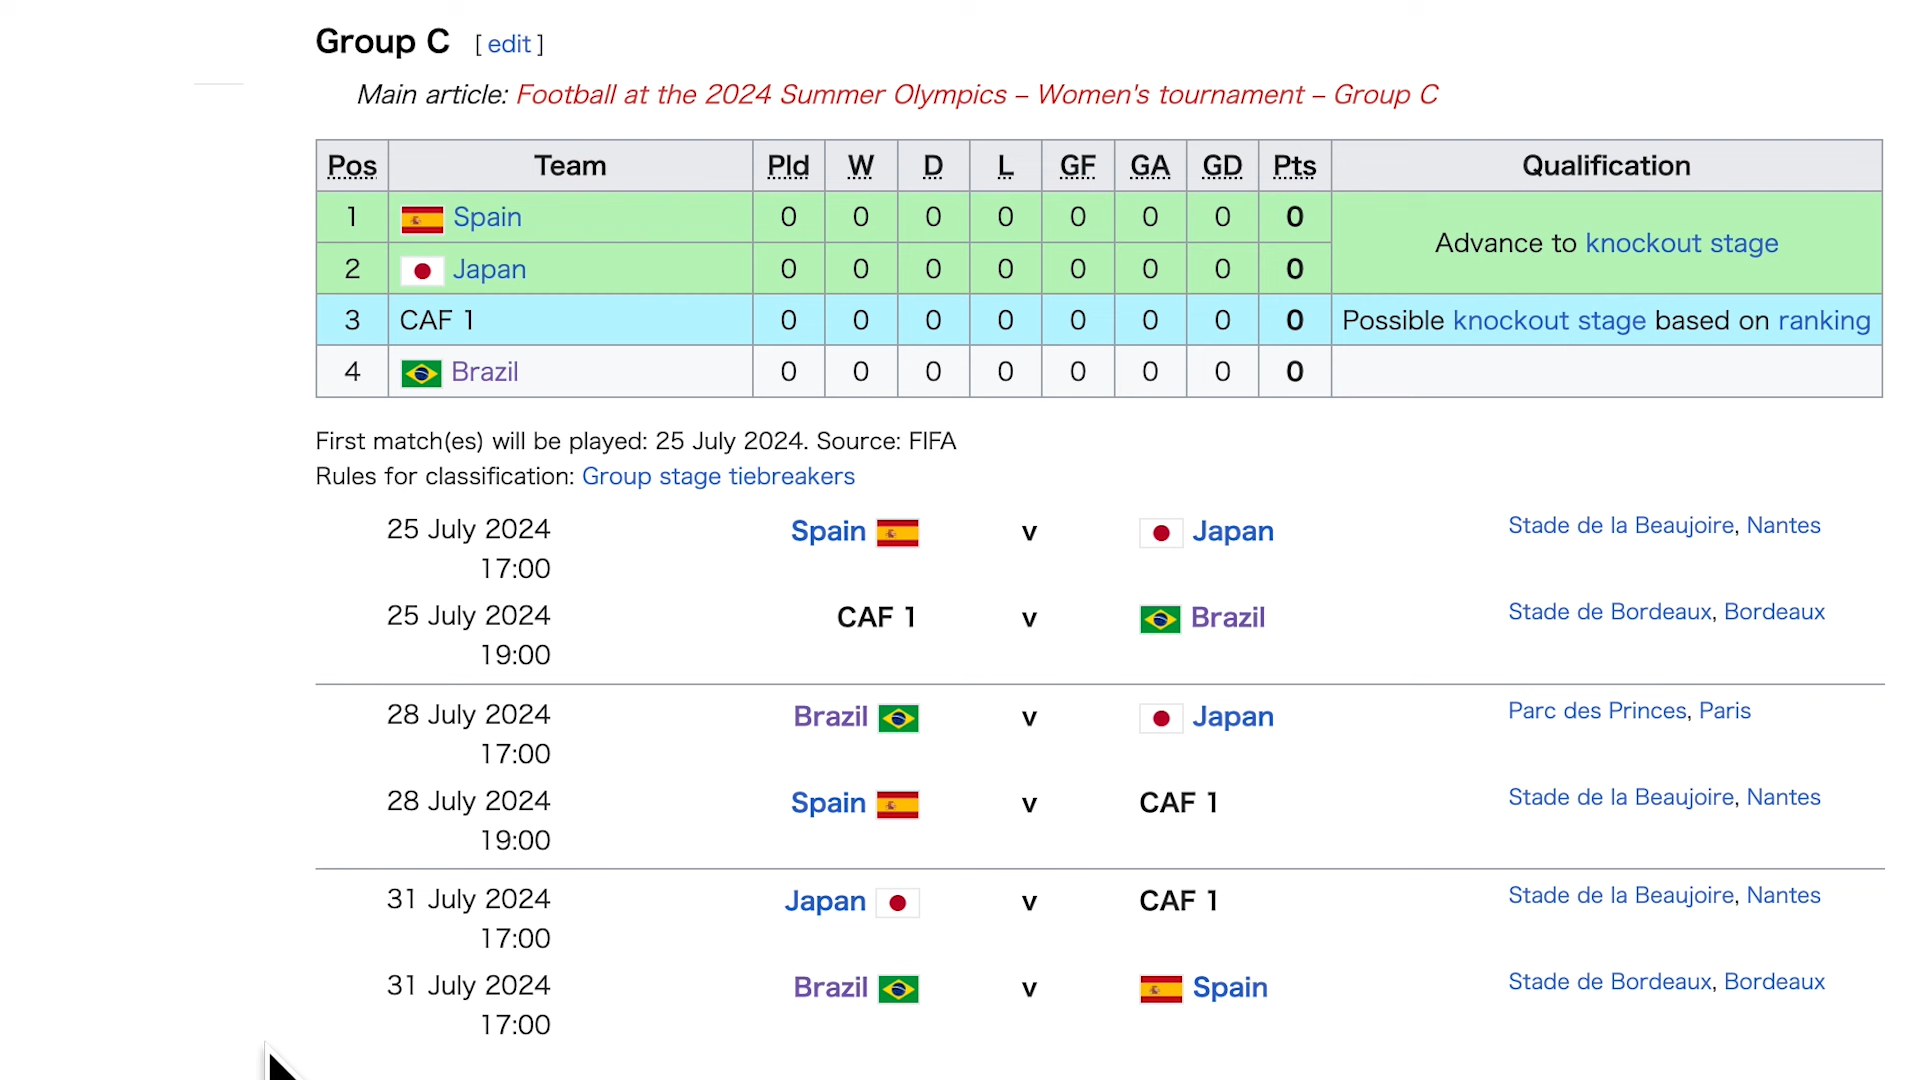 Group C [ edit ]
Main article: Football at the 2024 Summer Olympics – Women's tournament – Group C
Pos Team Pld W D L GF GA GD Pts Qualification
1 Spain 0 0 0 0 0 0 0 0 Advance to knockout stage
2 Japan 0 0 0 0 0 0 0 0
3 CAF 1 0 0 0 0 0 0 0 0 Possible knockout stage based on ranking
4 Brazil 0 0 0 0 0 0 0 0
First match(es) will be played: 25 July 2024. Source: FIFA
Rules for classification: Group stage tiebreakers
25 July 2024 Spain v Japan Stade de la Beaujoire, Nantes
17:00
25 July 2024 CAF 1 v Brazil Stade de Bordeaux, Bordeaux
19:00
28 July 2024 Brazil v Japan Parc des Princes, Paris
17:00
28 July 2024 Spain v CAF 1 Stade de la Beaujoire, Nantes
19:00
31 July 2024 Japan v CAF 1 Stade de la Beaujoire, Nantes
17:00
31 July 2024 Brazil v Spain Stade de Bordeaux, Bordeaux
17:00